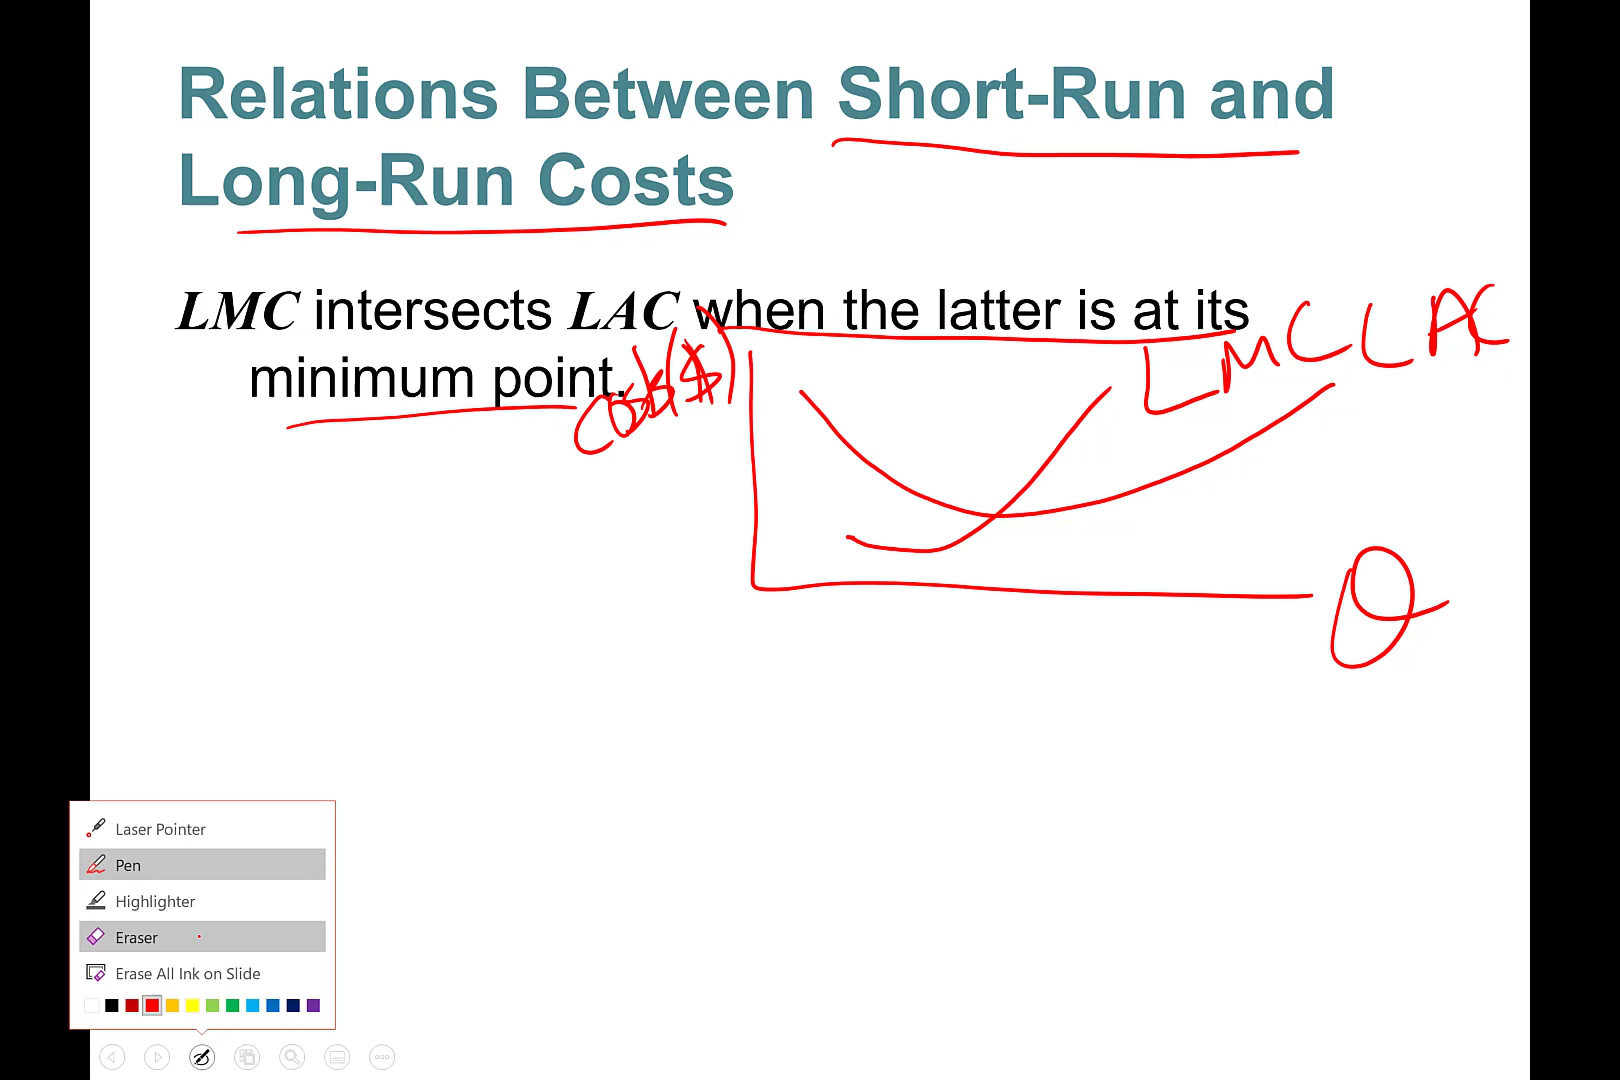 Relations Between Short-Run and
Long-Run Costs
LMC intersects LAC when the latter is at its
minimum point.
Cost($)
LMC LAC
Q
Laser Pointer
Pen
Highlighter
Eraser
Erase All Ink on Slide